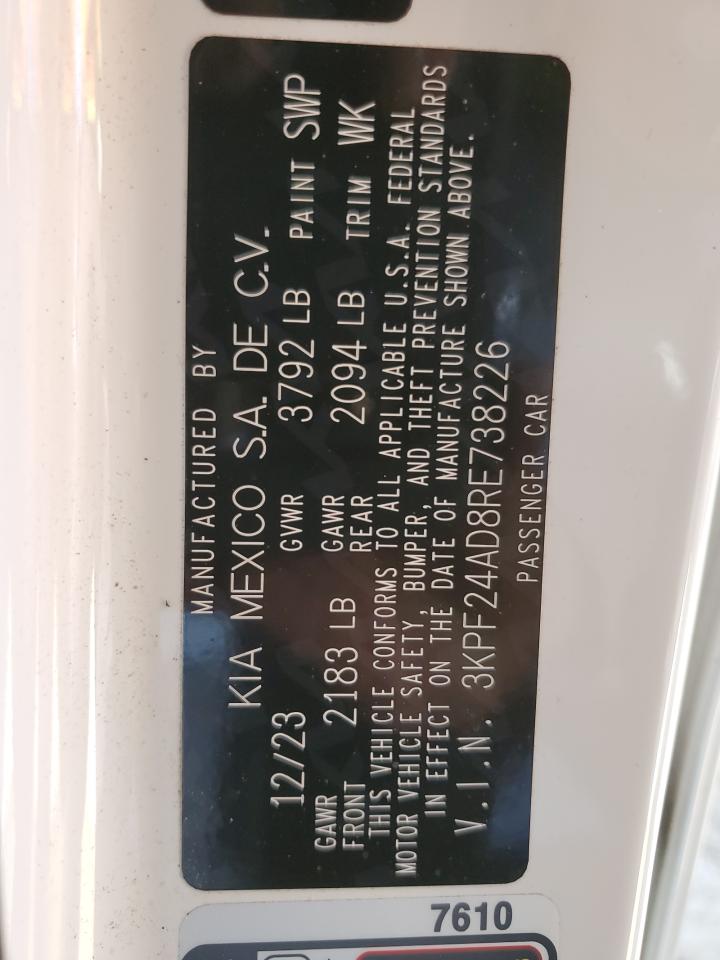 MANUFACTURED BY
KIA MEXICO S.A. DE C.V.
12/23 GVWR 3792 LB PAINT SWP
GAWR FRONT 2183 LB GAWR REAR 2094 LB TRIM WK
THIS VEHICLE CONFORMS TO ALL APPLICABLE U.S.A. FEDERAL
MOTOR VEHICLE SAFETY, BUMPER, AND THEFT PREVENTION STANDARDS
IN EFFECT ON THE DATE OF MANUFACTURE SHOWN ABOVE.
V.I.N. 3KPF24AD8RE738226
PASSENGER CAR
7610